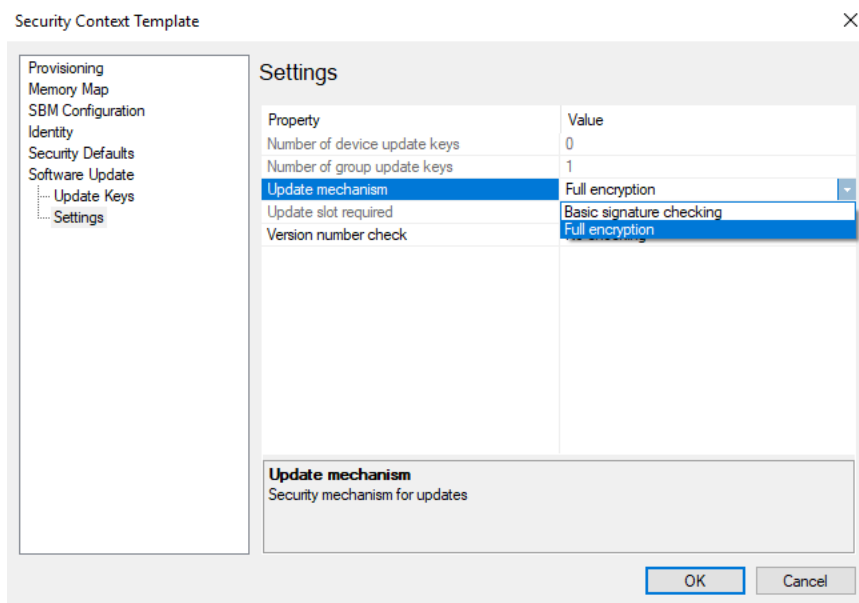 Security Context Template
Provisioning
Memory Map
SBM Configuration
Identity
Security Defaults
Software Update
Update Keys
Settings
Settings
Property Value
Number of device update keys 0
Number of group update keys 1
Update mechanism Full encryption
Update slot required Basic signature checking
Full encryption
Version number check
Update mechanism
Security mechanism for updates
OK Cancel